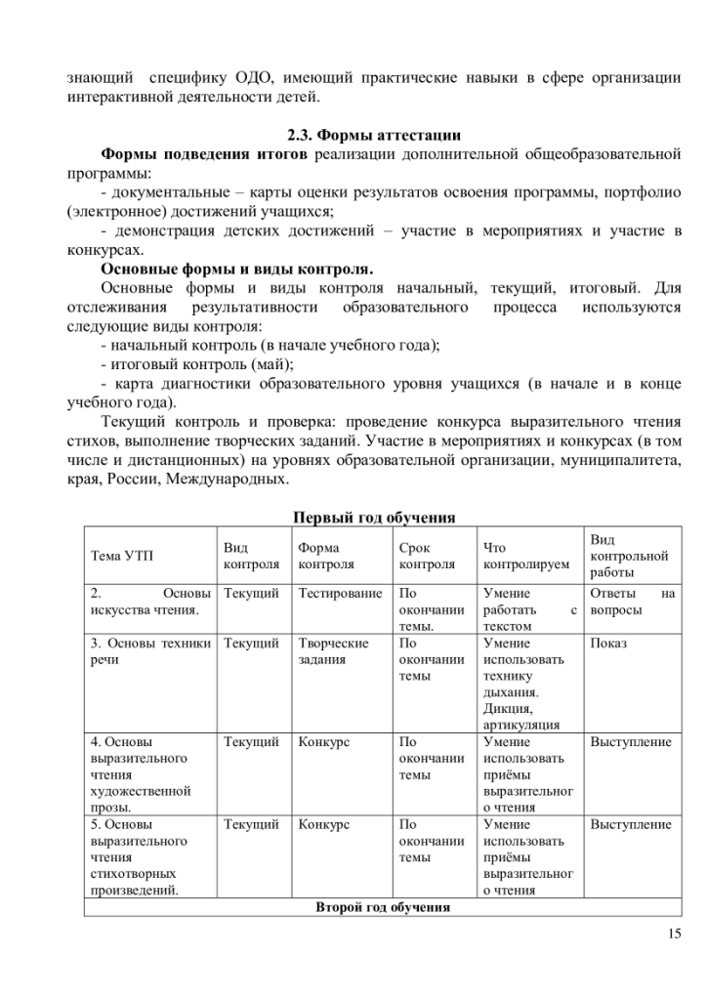 знающий специфику ОДО, имеющий практические навыки в сфере организации
интерактивной деятельности детей.
2.3. Формы аттестации
Формы подведения итогов реализации дополнительной общеобразовательной
программы:
- документальные – карты оценки результатов освоения программы, портфолио
(электронное) достижений учащихся;
- демонстрация детских достижений – участие в мероприятиях и участие в
конкурсах.
Основные формы и виды контроля.
Основные формы и виды контроля начальный, текущий, итоговый. Для
отслеживания результативности образовательного процесса используются
следующие виды контроля:
- начальный контроль (в начале учебного года);
- итоговый контроль (май);
- карта диагностики образовательного уровня учащихся (в начале и в конце
учебного года).
Текущий контроль и проверка: проведение конкурса выразительного чтения
стихов, выполнение творческих заданий. Участие в мероприятиях и конкурсах (в том
числе и дистанционных) на уровнях образовательной организации, муниципалитета,
края, России, Международных.
Первый год обучения
Тема УТП
Вид
контроля
Форма
контроля
Срок
контроля
Что
контролируем
Вид
контрольной
работы
2. Основы
искусства чтения.
Текущий
Тестирование
По
окончании
темы.
Умение
работать с
текстом
Ответы на
вопросы
3. Основы техники
речи
Текущий
Творческие
задания
По
окончании
темы
Умение
использовать
технику
дыхания.
Дикция,
артикуляция
Показ
4. Основы
выразительного
чтения
художественной
прозы.
Текущий
Конкурс
По
окончании
темы
Умение
использовать
приёмы
выразительног
о чтения
Выступление
5. Основы
выразительного
чтения
стихотворных
произведений.
Текущий
Конкурс
По
окончании
темы
Умение
использовать
приёмы
выразительног
о чтения
Выступление
Второй год обучения
15